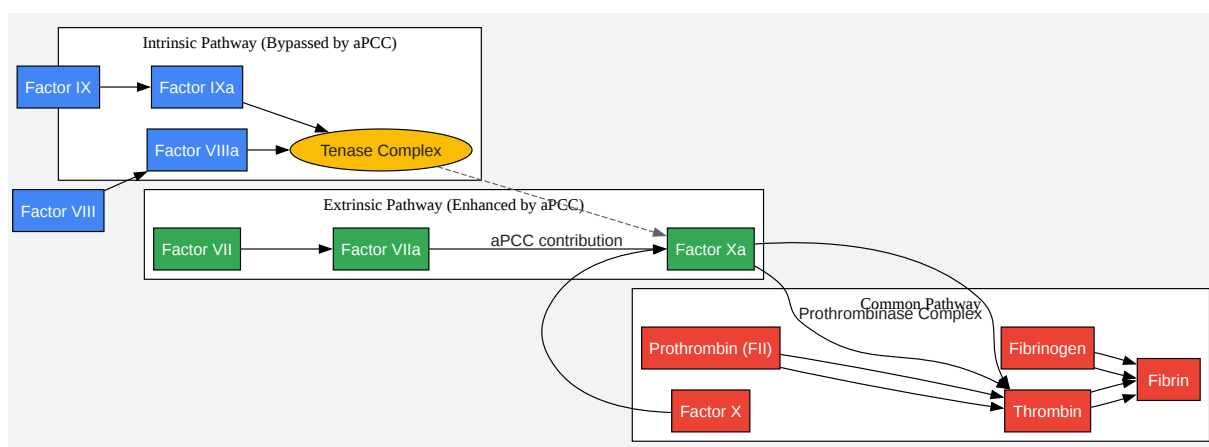 Intrinsic Pathway (Bypassed by aPCC)
Factor IX
Factor IXa
Factor VIIIa
Tenase Complex
Factor VIII
Extrinsic Pathway (Enhanced by aPCC)
Factor VII
Factor VIIa
aPCC contribution
Factor Xa
Common Pathway
Prothrombinase Complex
Prothrombin (FII)
Fibrinogen
Fibrin
Factor X
Thrombin